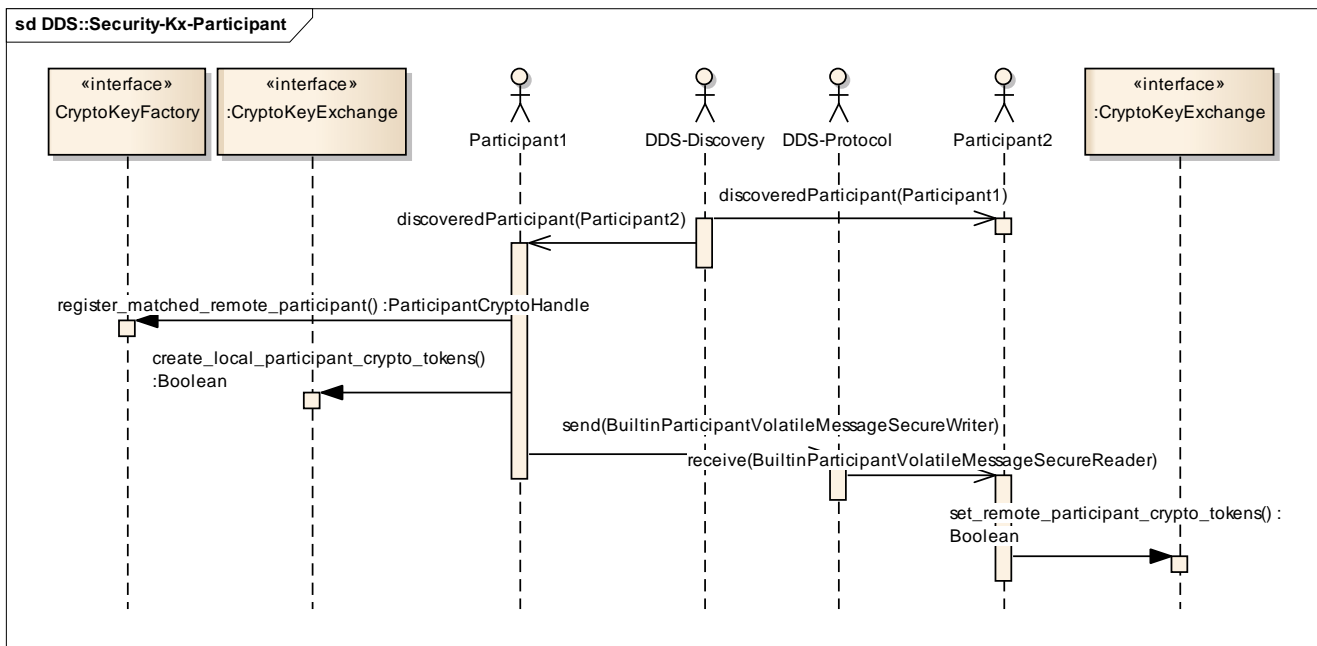 sd DDS::Security-Kx-Participant
«interface»
CryptoKeyFactory
«interface»
:CryptoKeyExchange
Participant1
DDS-Discovery
DDS-Protocol
Participant2
«interface»
:CryptoKeyExchange
discoveredParticipant(Participant1)
discoveredParticipant(Participant2)
register_matched_remote_participant() :ParticipantCryptoHandle
create_local_participant_crypto_tokens()
:Boolean
send(BuiltinParticipantVolatileMessageSecureWriter)
receive(BuiltinParticipantVolatileMessageSecureReader)
set_remote_participant_crypto_tokens() :
Boolean